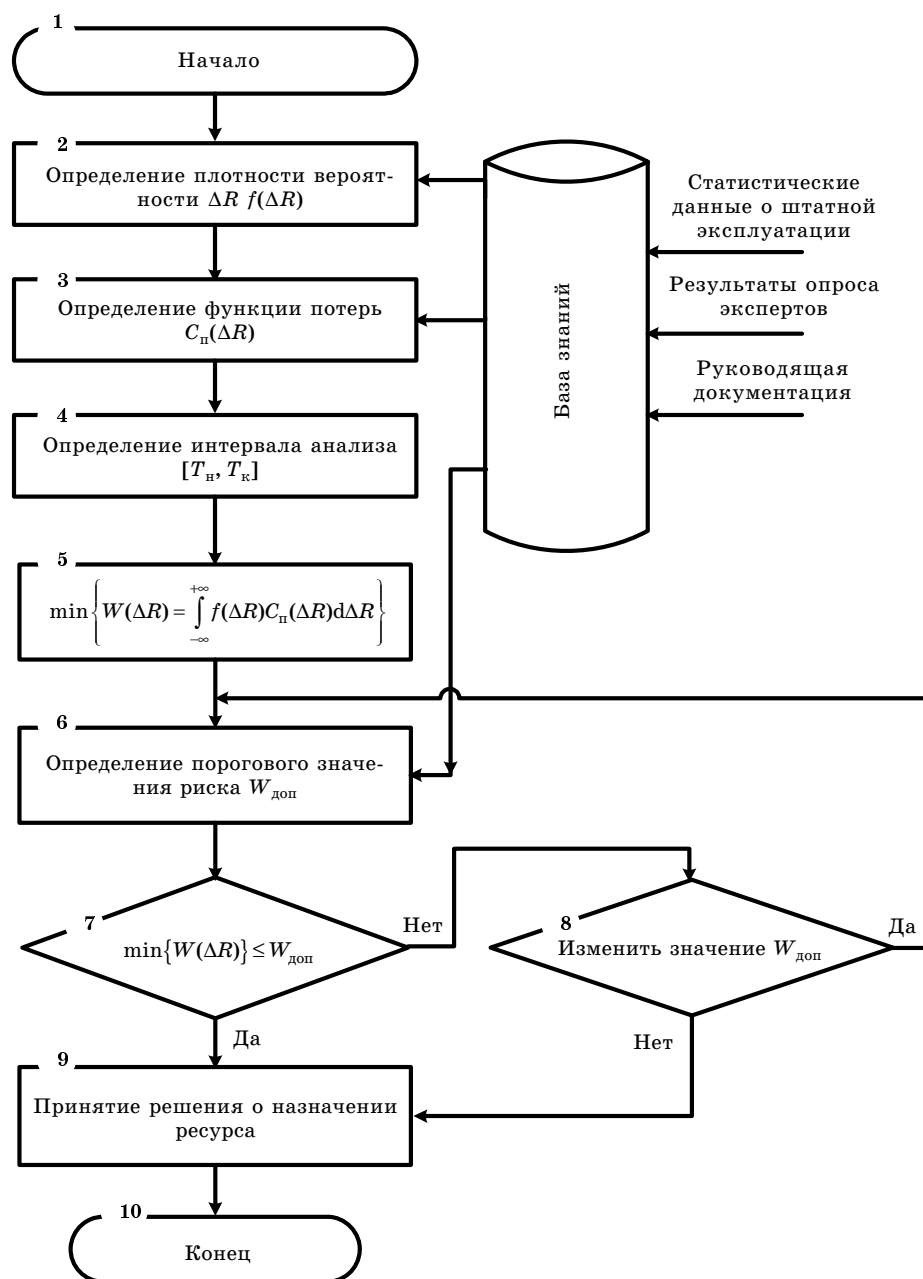 1
Начало
2
Определение плотности вероят-
ности ΔR f(ΔR)
3
Определение функции потерь
Cп(ΔR)
4
Определение интервала анализа
[Tн, Tк]
5
min{W(ΔR) = ∫_{−∞}^{+∞} f(ΔR)Cп(ΔR)dΔR}
6
Определение порогового значе-
ния риска Wдоп
7
min{W(ΔR)} ≤ Wдоп
Нет
Да
8
Изменить значение Wдоп
Да
Нет
9
Принятие решения о назначении
ресурса
10
Конец
База знаний
Статистические
данные о штатной
эксплуатации
Результаты опроса
экспертов
Руководящая
документация